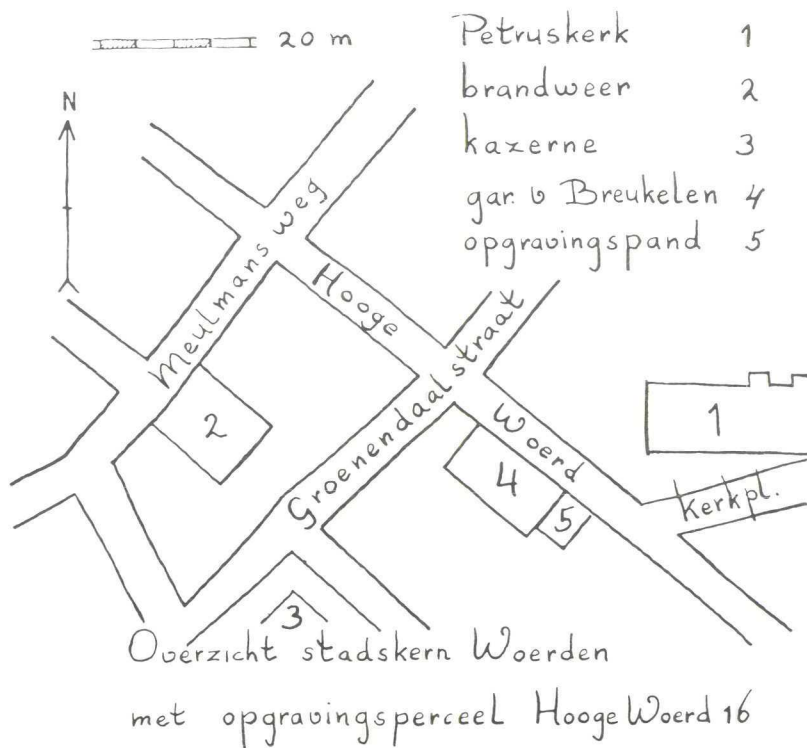 20 m
Petruskerk 1
brandweer 2
kazerne 3
gar. v Breukelen 4
opgravingspand 5
N
Meulmansweg
Hooge Woerd
Groenendaalstraat
1
2
4
5
Kerkpl.
3
Overzicht stadskern Woerden
met opgravingsperceel Hooge Woerd 16